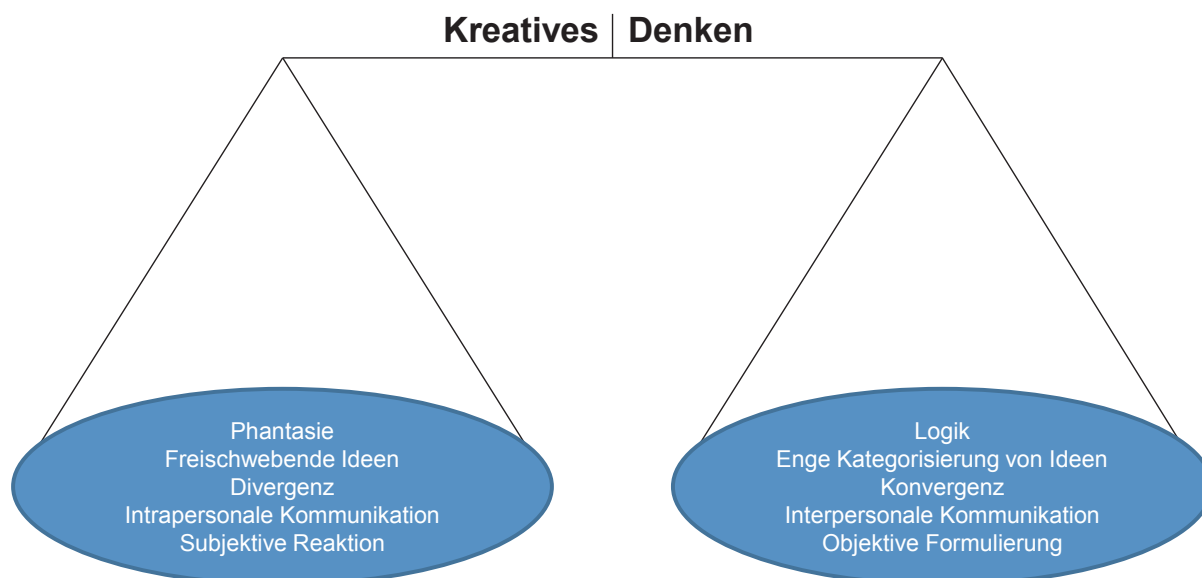 Kreatives Denken
Phantasie
Freischwebende Ideen
Divergenz
Intrapersonale Kommunikation
Subjektive Reaktion
Logik
Enge Kategorisierung von Ideen
Konvergenz
Interpersonale Kommunikation
Objektive Formulierung